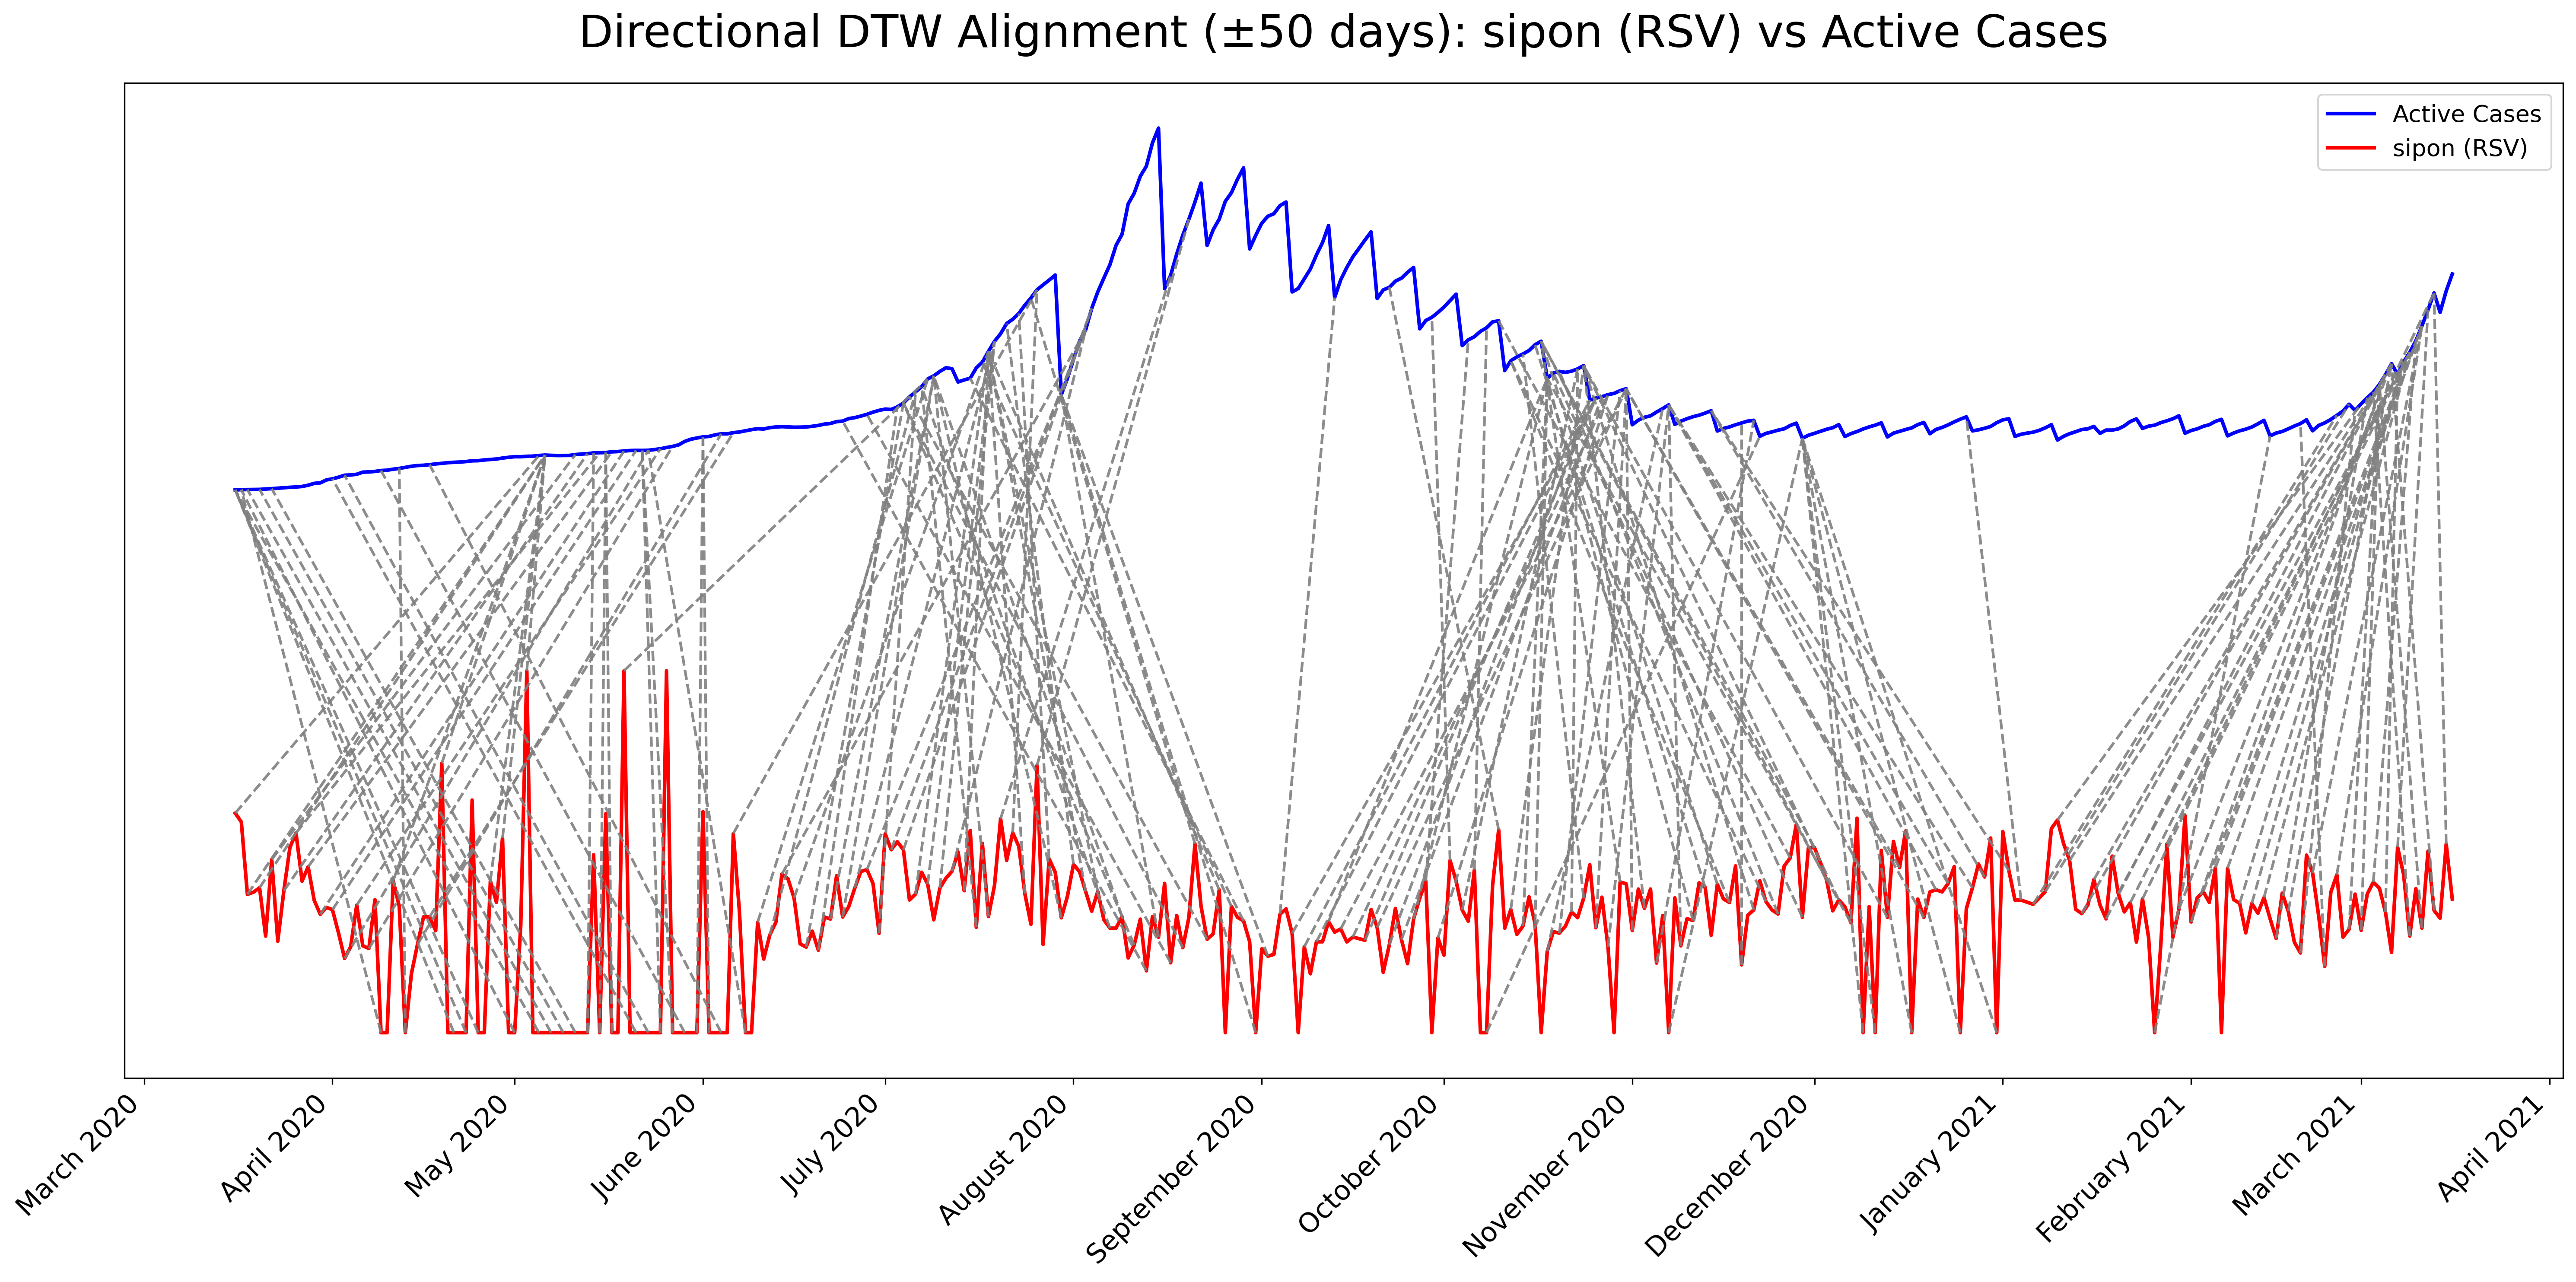 Directional DTW Alignment (±50 days): sipon (RSV) vs Active Cases
Active Cases
sipon (RSV)
March 2020
April 2020
May 2020
June 2020
July 2020
August 2020
September 2020
October 2020
November 2020
December 2020
January 2021
February 2021
March 2021
April 2021